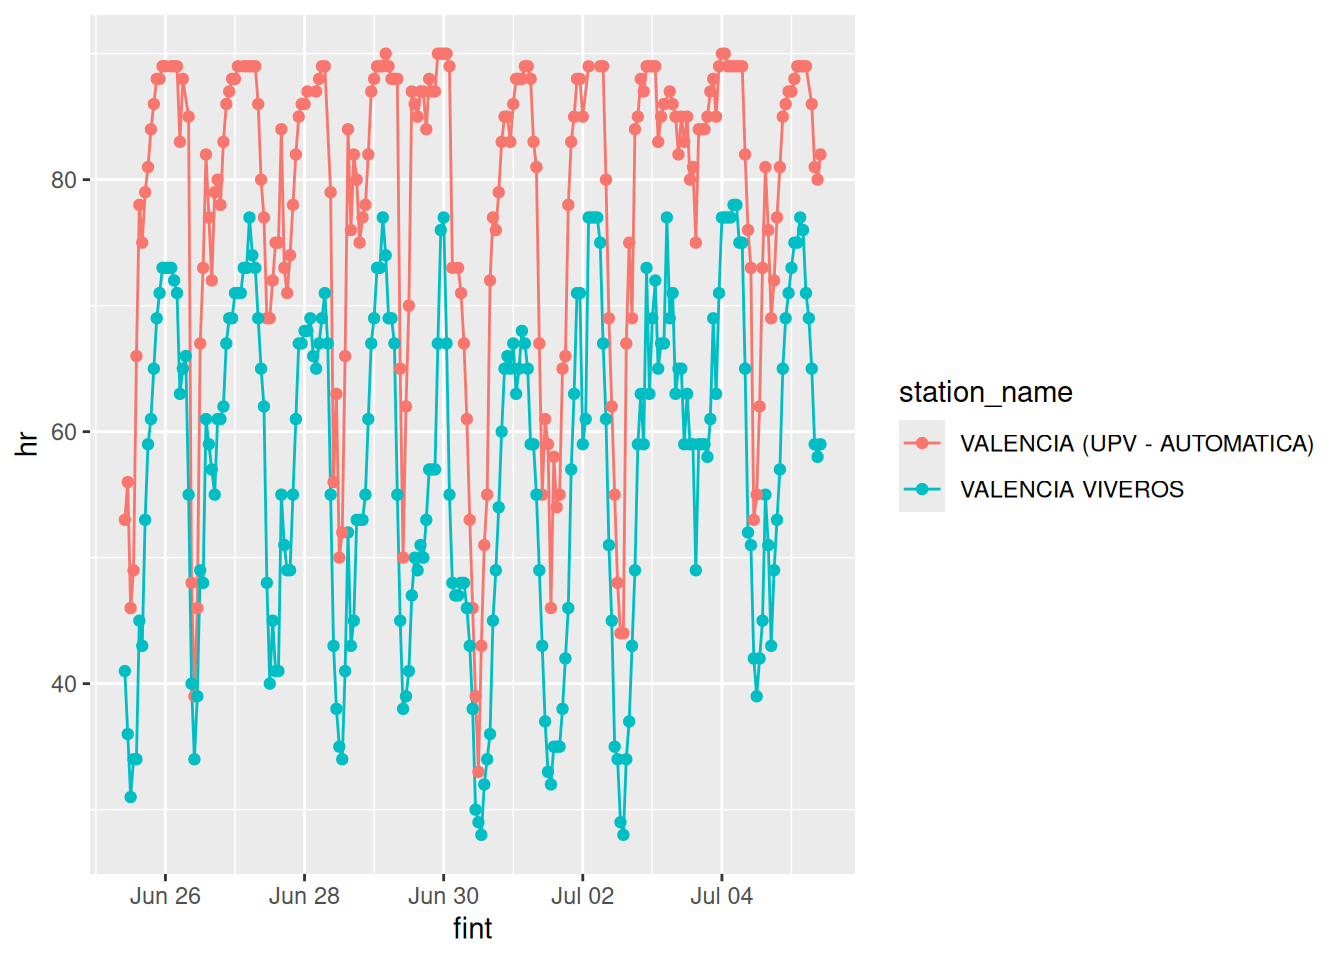 80
60
40
hr
Jun 26
Jun 28
Jun 30
Jul 02
Jul 04
fint
station_name
VALENCIA (UPV - AUTOMATICA)
VALENCIA VIVEROS